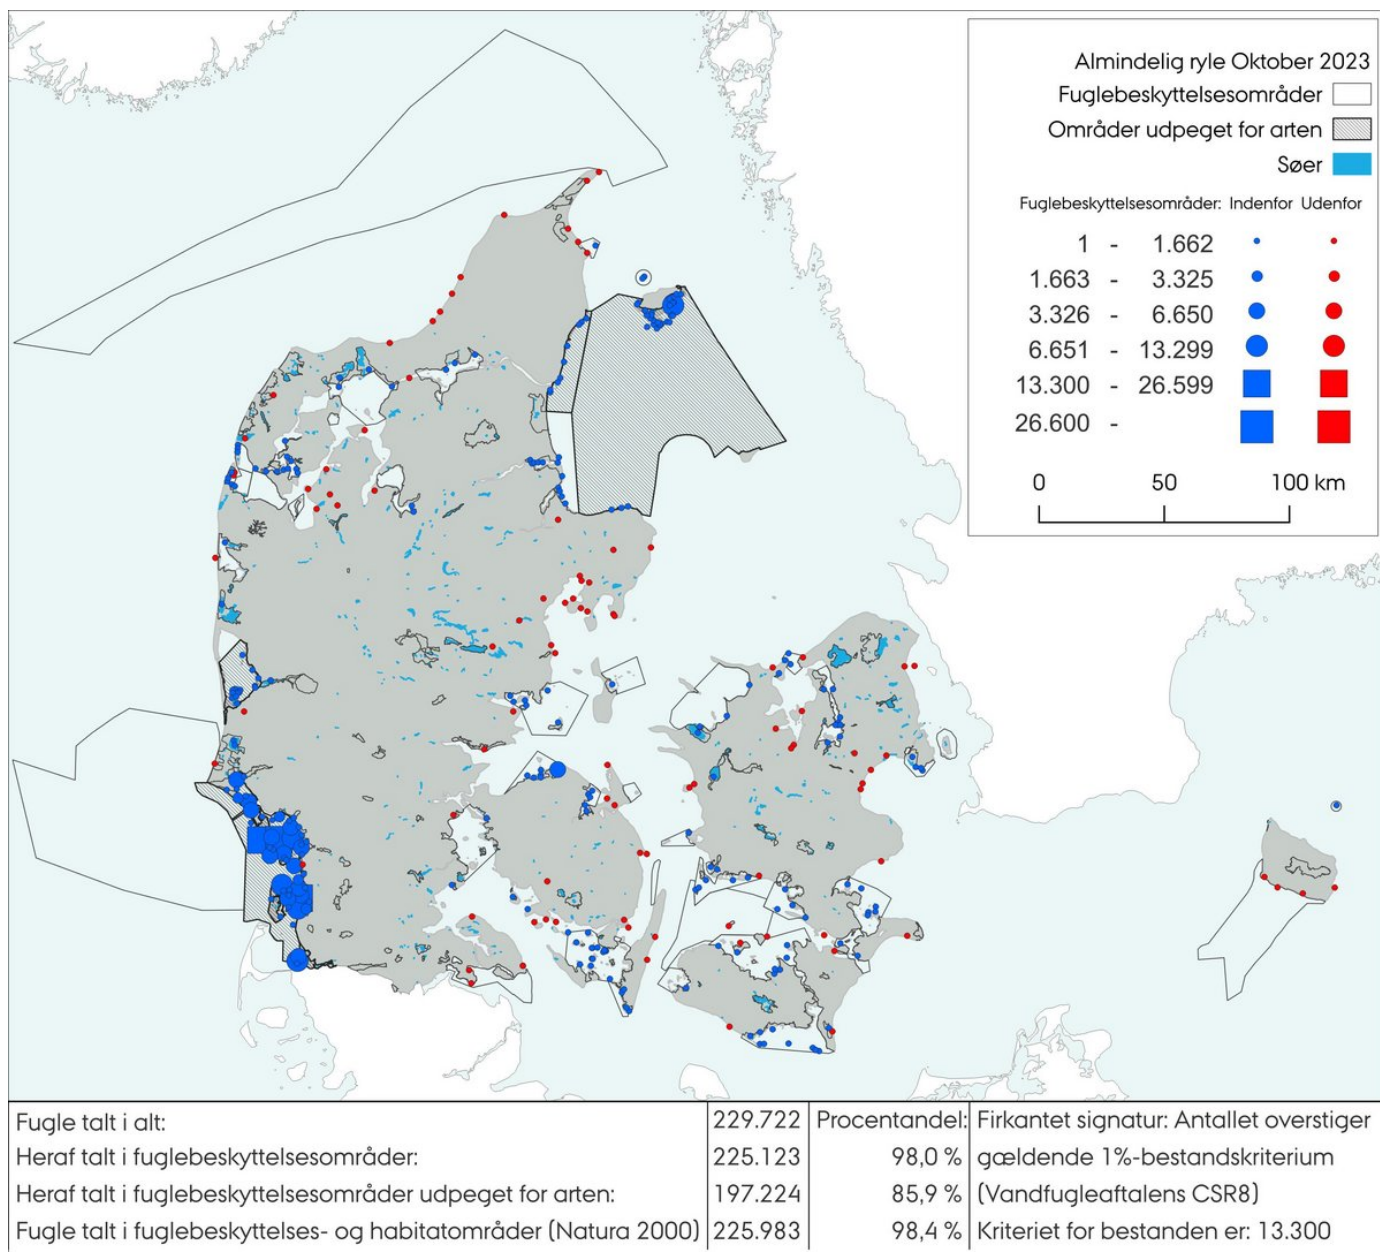 Almindelig ryle Oktober 2023
Fuglebeskyttelsesområder
Områder udpeget for arten
Søer
Fuglebeskyttelsesområder: Indenfor Udenfor
1 - 1.662
1.663 - 3.325
3.326 - 6.650
6.651 - 13.299
13.300 - 26.599
26.600 -
0 50 100 km
Fugle talt i alt: 229.722 Procentandel: Firkantet signatur: Antallet overstiger
Heraf talt i fuglebeskyttelsesområder: 225.123 98,0 % gældende 1%-bestandskriterium
Heraf talt i fuglebeskyttelsesområder udpeget for arten: 197.224 85,9 % (Vandfugleaftalens CSR8)
Fugle talt i fuglebeskyttelses- og habitatområder (Natura 2000) 225.983 98,4 % Kriteriet for bestanden er: 13.300